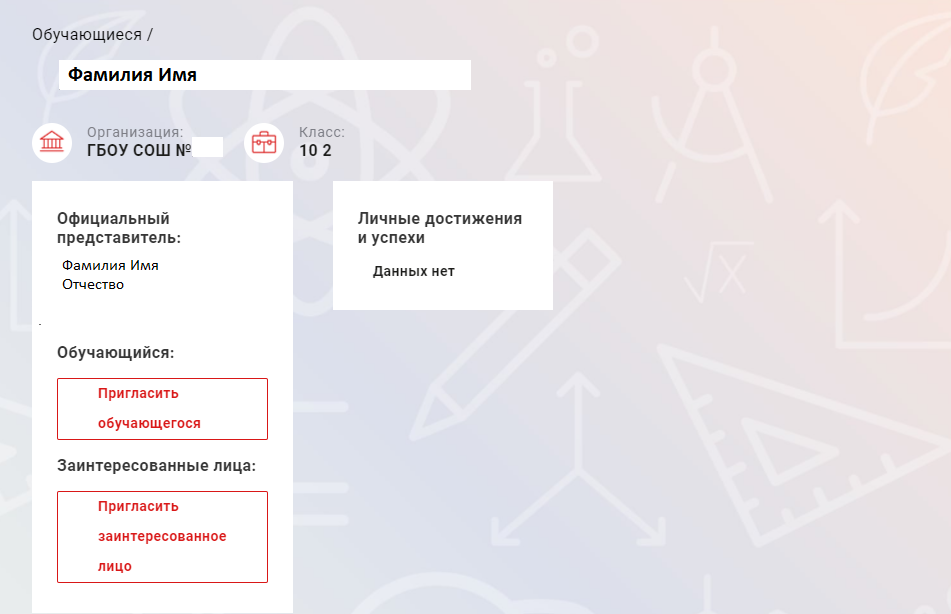 Обучающиеся /
Фамилия Имя
Организация:
ГБОУ СОШ №
Класс:
10 2
Официальный
представитель:
Фамилия Имя
Отчество
.
Обучающийся:
Пригласить
обучающегося
Заинтересованные лица:
Пригласить
заинтересованное
лицо
Личные достижения
и успехи
Данных нет
√x